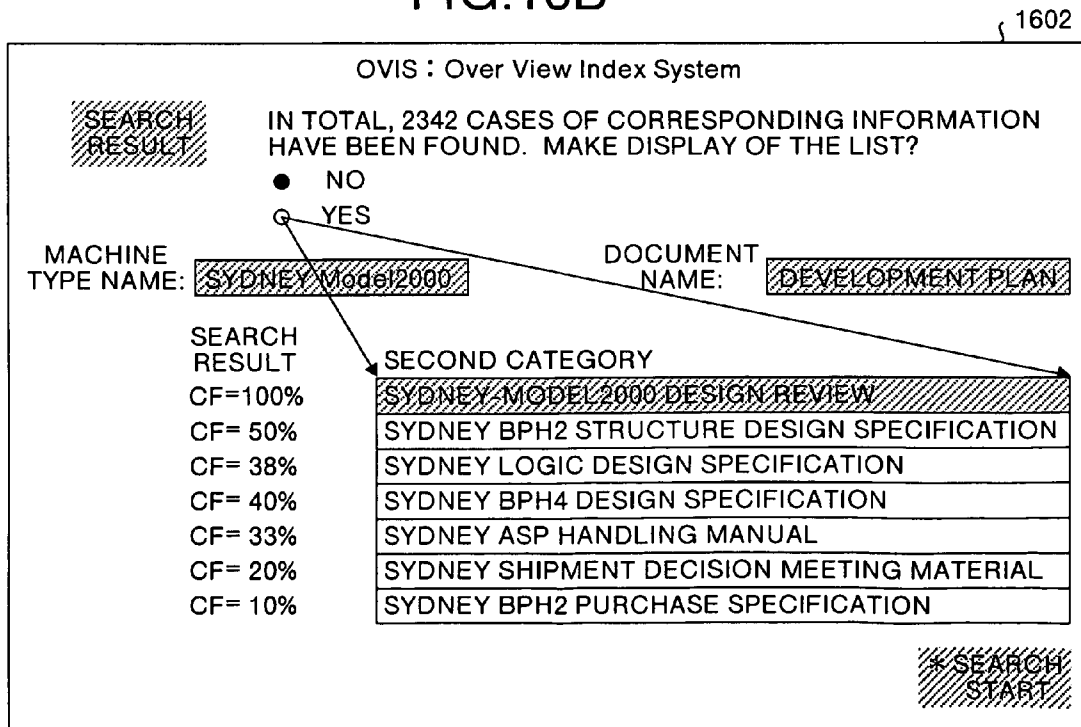 1602
OVIS : Over View Index System
SEARCH RESULT
IN TOTAL, 2342 CASES OF CORRESPONDING INFORMATION
HAVE BEEN FOUND. MAKE DISPLAY OF THE LIST?
● NO
○ YES
MACHINE
TYPE NAME: SYDNEY Model2000
DOCUMENT
NAME: DEVELOPMENT PLAN
SEARCH
RESULT SECOND CATEGORY
CF=100% SYDNEY-MODEL2000 DESIGN REVIEW
CF= 50% SYDNEY BPH2 STRUCTURE DESIGN SPECIFICATION
CF= 38% SYDNEY LOGIC DESIGN SPECIFICATION
CF= 40% SYDNEY BPH4 DESIGN SPECIFICATION
CF= 33% SYDNEY ASP HANDLING MANUAL
CF= 20% SYDNEY SHIPMENT DECISION MEETING MATERIAL
CF= 10% SYDNEY BPH2 PURCHASE SPECIFICATION
* SEARCH
START